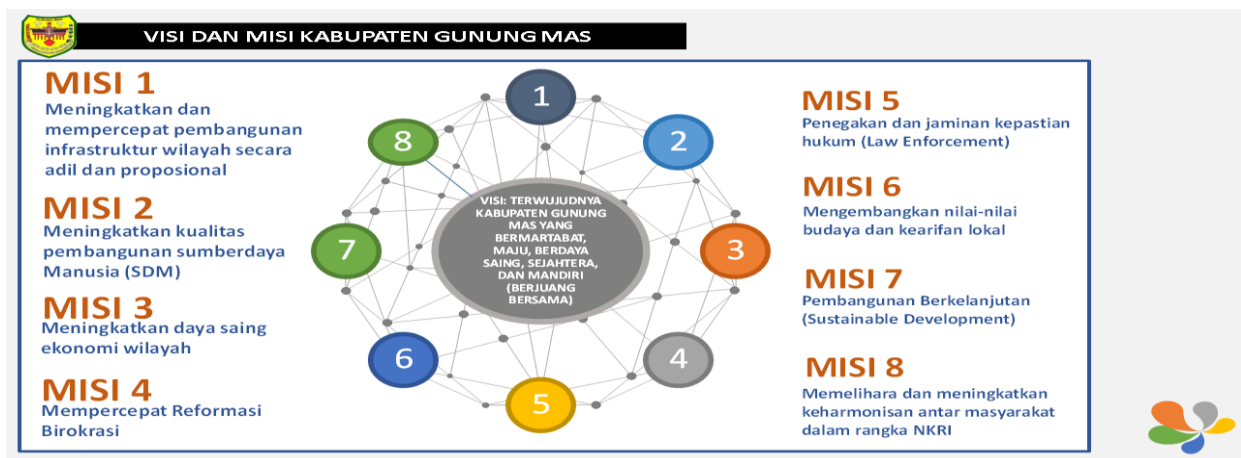 VISI DAN MISI KABUPATEN GUNUNG MAS
MISI 1
Meningkatkan dan
mempercepat pembangunan
infrastruktur wilayah secara
adil dan proposional
MISI 2
Meningkatkan kualitas
pembangunan sumberdaya
Manusia (SDM)
MISI 3
Meningkatkan daya saing
ekonomi wilayah
MISI 4
Mempercepat Reformasi
Birokrasi
1
2
3
4
5
6
7
8
VISI: TERWUJUDNYA
KABUPATEN GUNUNG
MAS YANG
BERMARTABAT,
MAJU, BERDAYA
SAING, SEJAHTERA,
DAN MANDIRI
(BERJUANG
BERSAMA)
MISI 5
Penegakan dan jaminan kepastian
hukum (Law Enforcement)
MISI 6
Mengembangkan nilai-nilai
budaya dan kearifan lokal
MISI 7
Pembangunan Berkelanjutan
(Sustainable Development)
MISI 8
Memelihara dan meningkatkan
keharmonisan antar masyarakat
dalam rangka NKRI